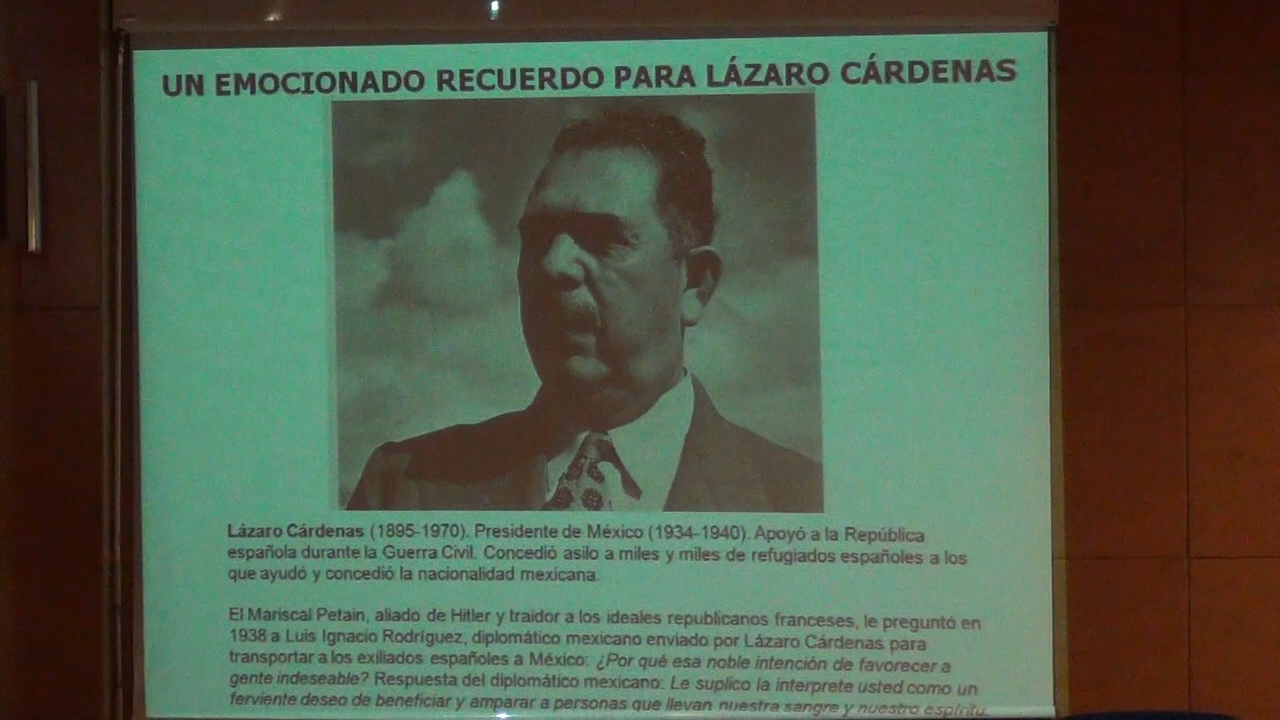 UN EMOCIONADO RECUERDO PARA LÁZARO CÁRDENAS
Lázaro Cárdenas (1895-1970). Presidente de México (1934-1940). Apoyó a la República
española durante la Guerra Civil. Concedió asilo a miles y miles de refugiados españoles a los
que ayudó y concedió la nacionalidad mexicana.
El Mariscal Petain, aliado de Hitler y traidor a los ideales republicanos franceses, le preguntó en
1938 a Luis Ignacio Rodríguez, diplomático mexicano enviado por Lázaro Cárdenas para
transportar a los exiliados españoles a México: ¿Por qué esa noble intención de favorecer a
gente indeseable? Respuesta del diplomático mexicano: Le suplico la interprete usted como un
ferviente deseo de beneficiar y amparar a personas que llevan nuestra sangre y nuestro espíritu.